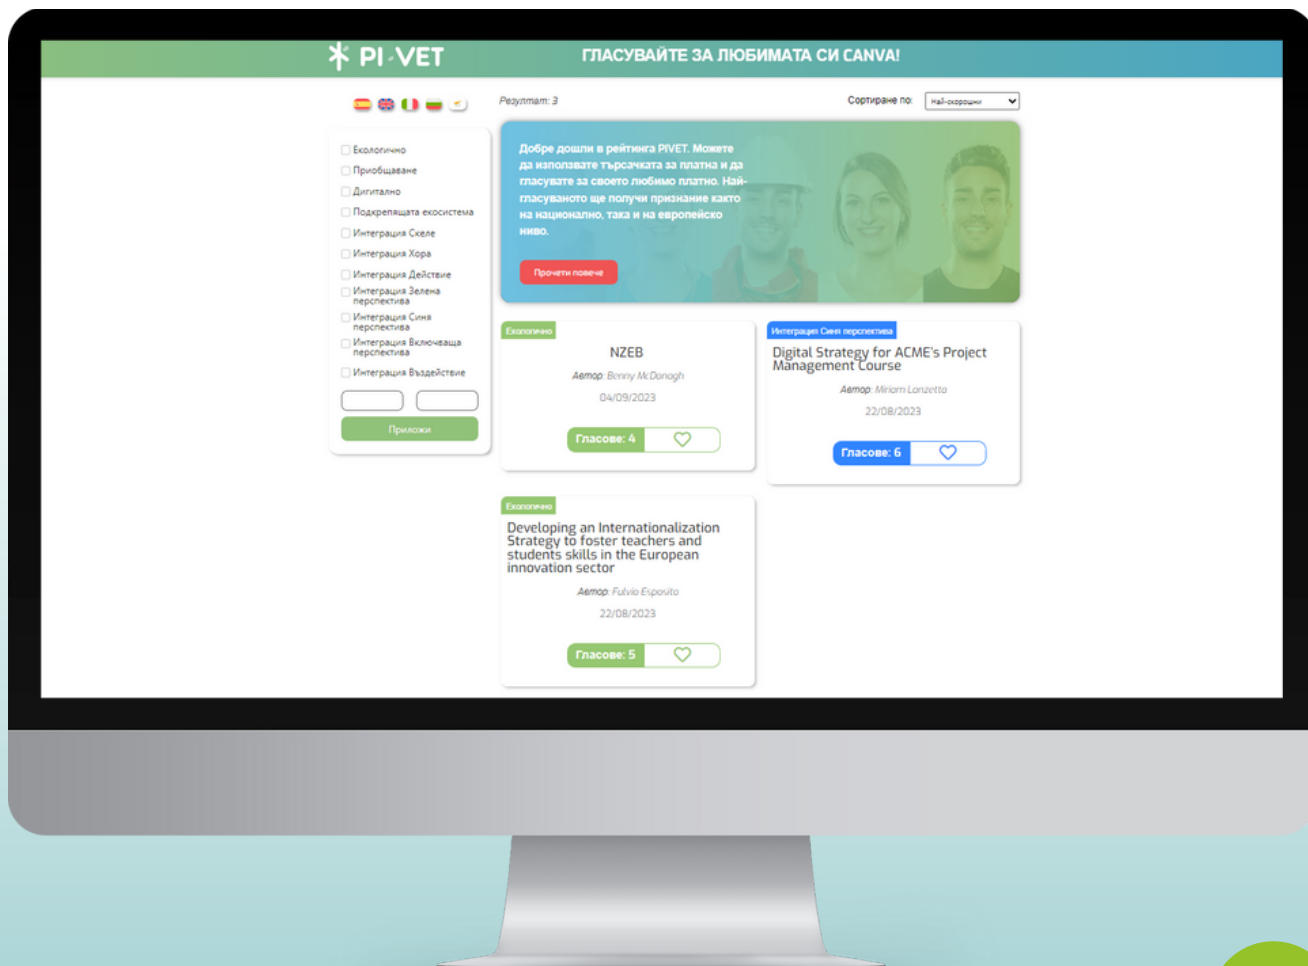 PI-VET
ГЛАСУВАЙТЕ ЗА ЛЮБИМАТА СИ CANVA!
Резултат: 3
Сортиране по:
Най-скорошни
Екологично
Приобщаване
Дигитално
Подкрепящата екосистема
Интеграция Скеле
Интеграция Хора
Интеграция Действие
Интеграция Зелена
перспектива
Интеграция Синя
перспектива
Интеграция Включваща
перспектива
Интеграция Въздействие
Приложи
Добре дошли в рейтинга PIVET. Можете
да използвате търсачката за платна и да
гласувате за своето любимо платно. Най-
гласуваното ще получи признание както
на национално, така и на европейско
ниво.
Прочети повече
Екологично
NZEB
Автор: Benny McDonagh
04/09/2023
Гласове: 4
Интеграция Синя перспектива
Digital Strategy for ACME's Project
Management Course
Автор: Miriam Lanzetta
22/08/2023
Гласове: 6
Екологично
Developing an Internationalization
Strategy to foster teachers and
students skills in the European
innovation sector
Автор: Fulvio Esposito
22/08/2023
Гласове: 5